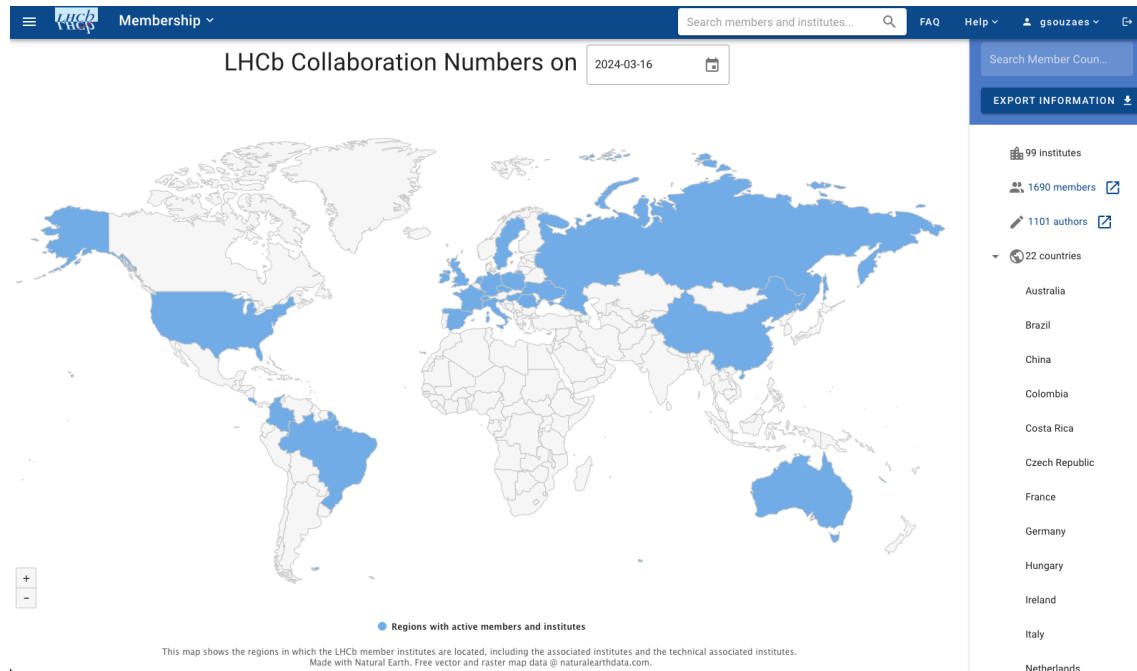 LHCb
LHCb
Membership
Search members and institutes...
FAQ
Help
gsouzaes
LHCb Collaboration Numbers on
2024-03-16
Search Member Coun...
EXPORT INFORMATION
99 institutes
1690 members
1101 authors
22 countries
Australia
Brazil
China
Colombia
Costa Rica
Czech Republic
France
Germany
Hungary
Ireland
Italy
Netherlands
+
−
Regions with active members and institutes
This map shows the regions in which the LHCb member institutes are located, including the associated institutes and the technical associated institutes.
Made with Natural Earth. Free vector and raster map data @ naturalearthdata.com.